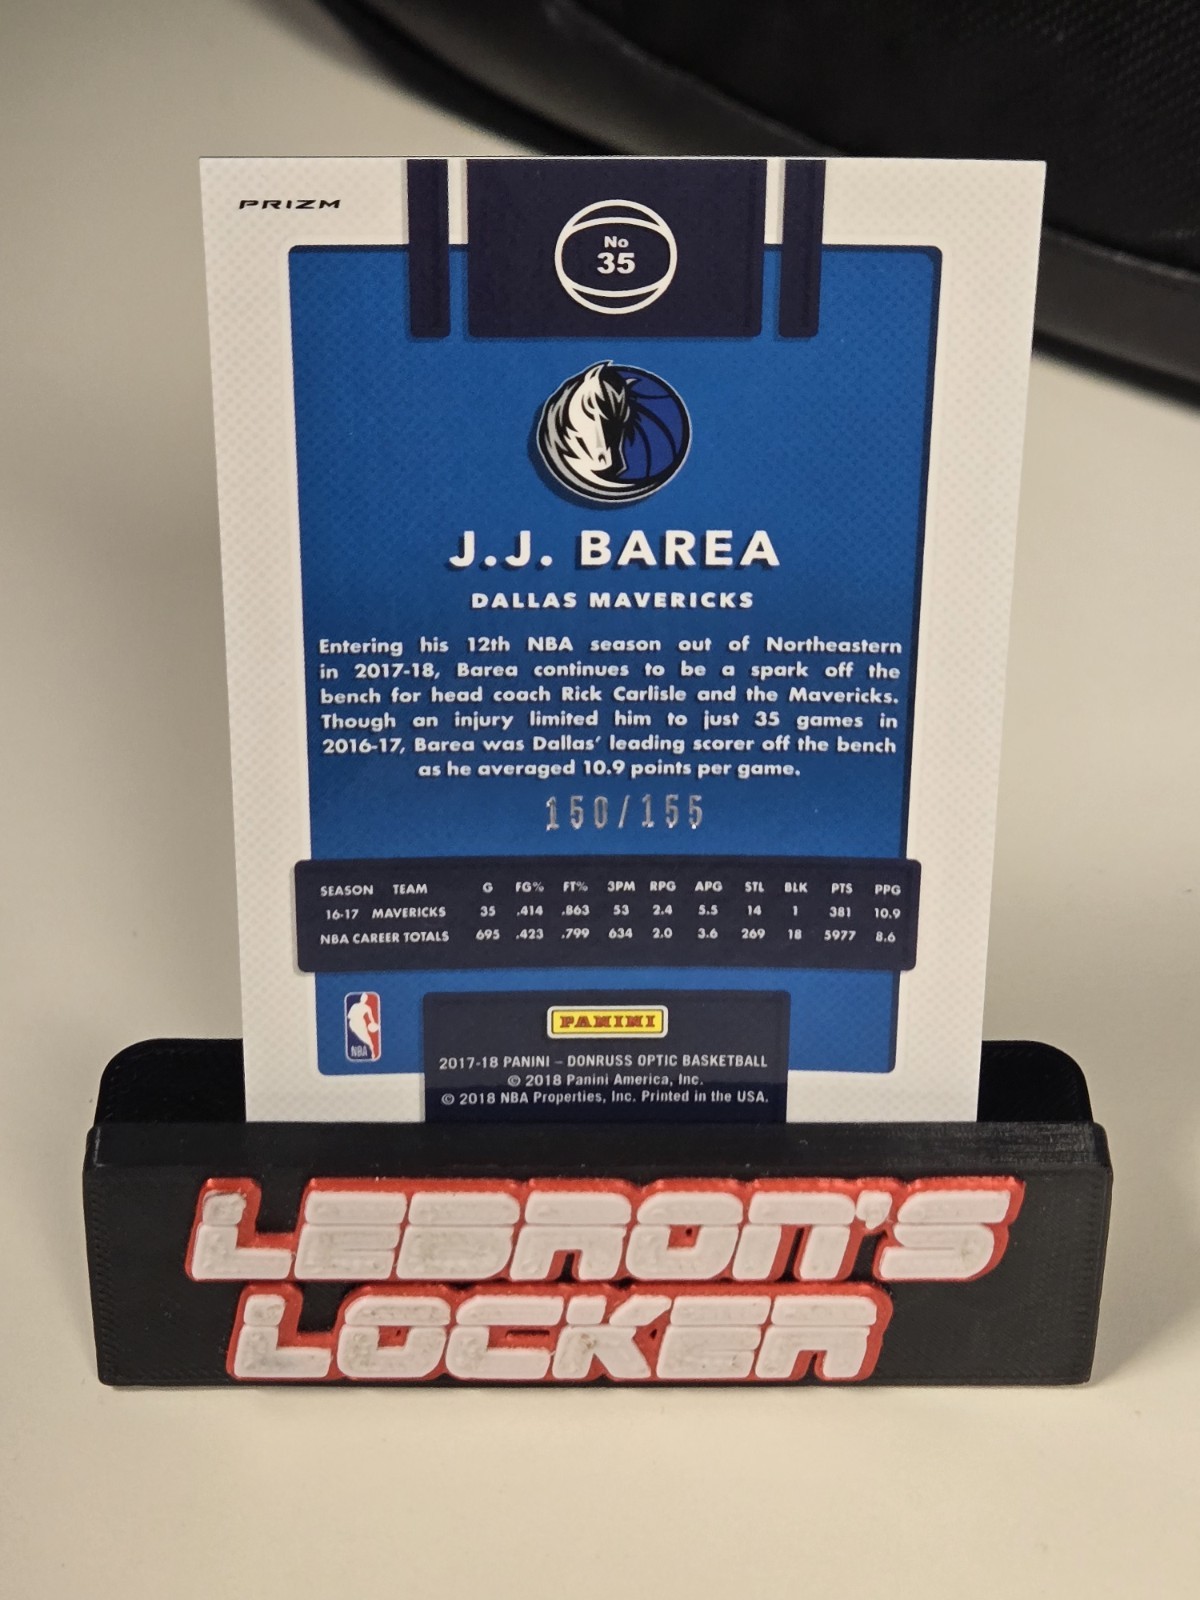 PRIZM
No
35
J.J. BAREA
DALLAS MAVERICKS
Entering his 12th NBA season out of Northeastern
in 2017-18, Barea continues to be a spark off the
bench for head coach Rick Carlisle and the Mavericks.
Though an injury limited him to just 35 games in
2016-17, Barea was Dallas' leading scorer off the bench
as he averaged 10.9 points per game.
150/155
SEASON TEAM G FG% FT% 3PM RPG APG STL BLK PTS PPG
16-17 MAVERICKS 35 .414 .863 53 2.4 5.5 14 1 381 10.9
NBA CAREER TOTALS 695 .423 .799 634 2.0 3.6 269 18 5977 8.6
NBA
PANINI
2017-18 PANINI – DONRUSS OPTIC BASKETBALL
© 2018 Panini America, Inc.
© 2018 NBA Properties, Inc. Printed in the USA.
LEBRON'S
LOCKER